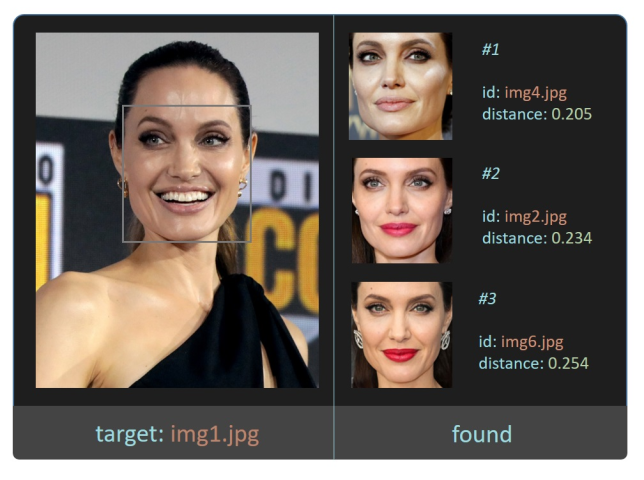 #1
id: img4.jpg
distance: 0.205
#2
id: img2.jpg
distance: 0.234
#3
id: img6.jpg
distance: 0.254
target: img1.jpg
found